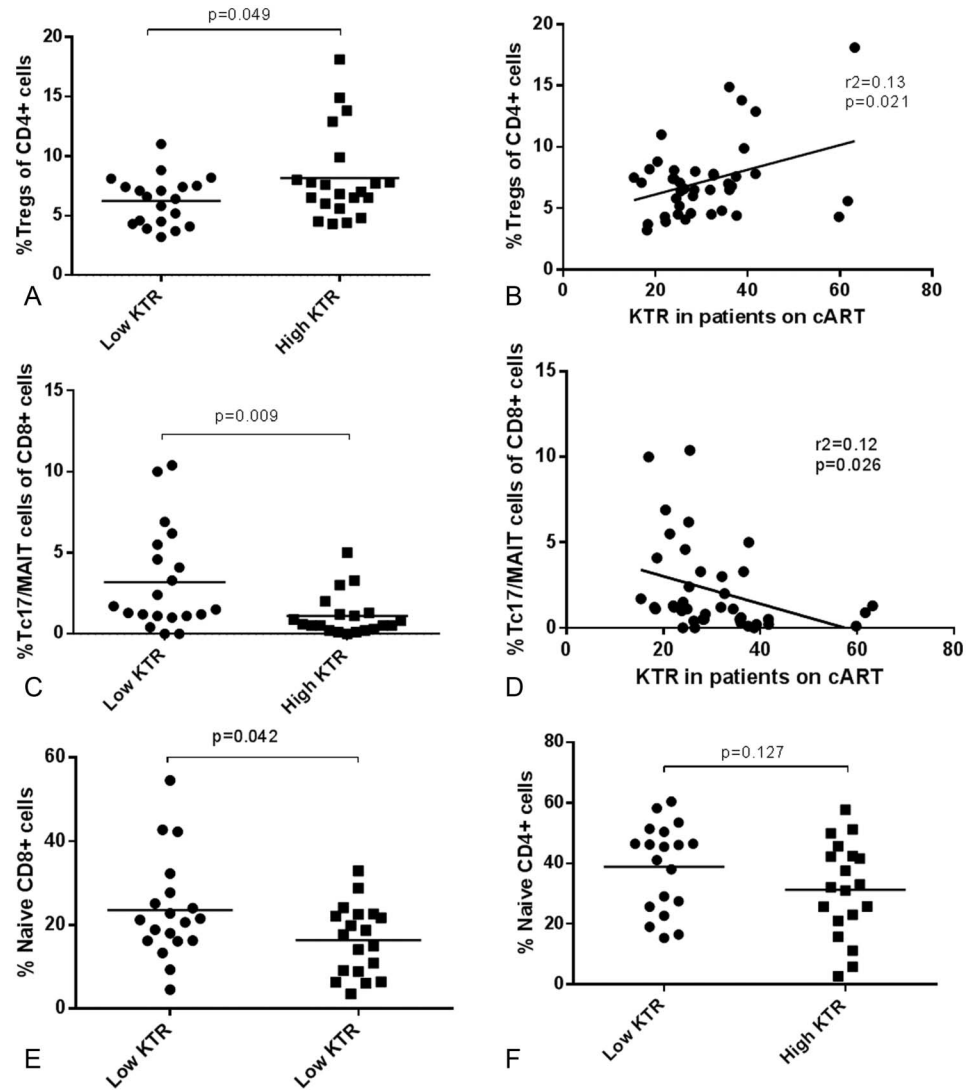 A
p=0.049
% Tregs of CD4+ cells
20
15
10
5
0
Low KTR
High KTR
B
% Tregs of CD4+ cells
20
15
10
5
0
r2=0.13
p=0.021
0
20
40
60
80
KTR in patients on cART
C
p=0.009
% Tc17/MAIT cells of CD8+ cells
15
10
5
0
Low KTR
High KTR
D
% Tc17/MAIT cells of CD8+ cells
15
10
5
0
r2=0.12
p=0.026
0
20
40
60
80
KTR in patients on cART
E
p=0.042
% Naive CD8+ cells
60
40
20
0
Low KTR
Low KTR
F
p=0.127
% Naive CD4+ cells
80
60
40
20
0
Low KTR
High KTR